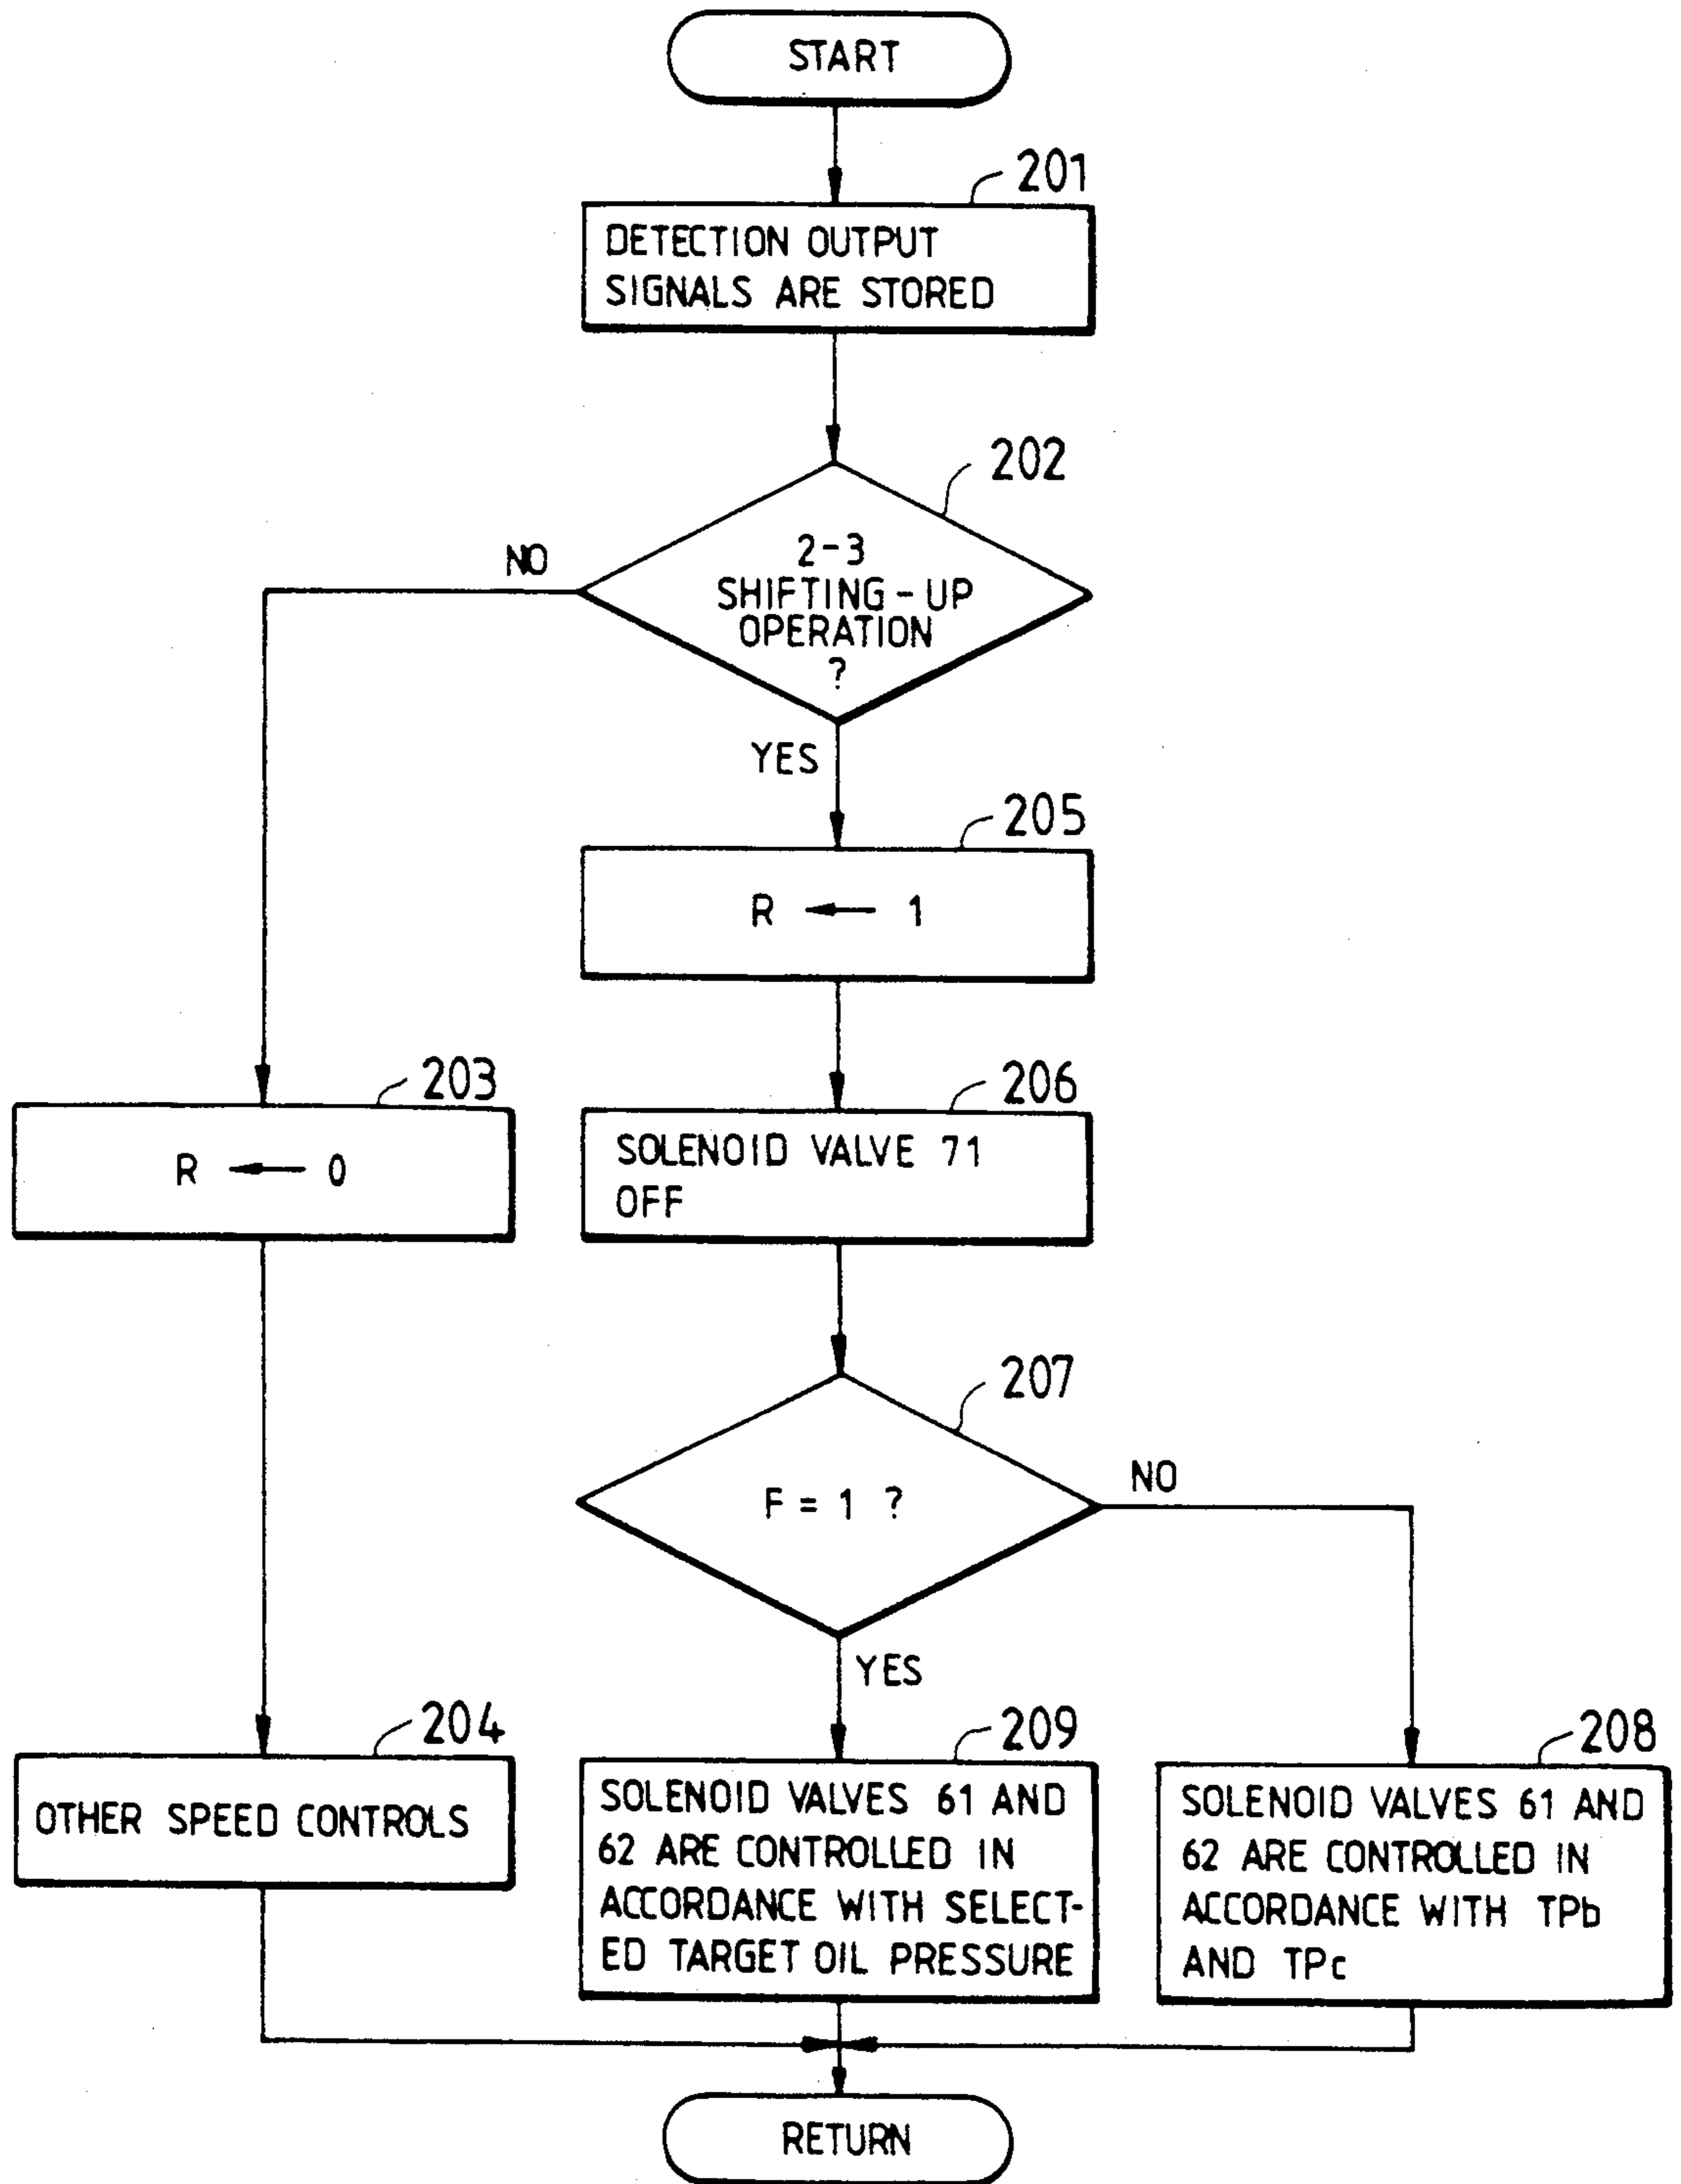 START
201
DETECTION OUTPUT
SIGNALS ARE STORED
202
2-3
SHIFTING-UP
OPERATION
?
NO
YES
205
R ← 1
203
R ← 0
206
SOLENOID VALVE 71
OFF
207
F = 1 ?
NO
YES
204
OTHER SPEED CONTROLS
209
SOLENOID VALVES 61 AND
62 ARE CONTROLLED IN
ACCORDANCE WITH SELECT-
ED TARGET OIL PRESSURE
208
SOLENOID VALVES 61 AND
62 ARE CONTROLLED IN
ACCORDANCE WITH TPb
AND TPc
RETURN